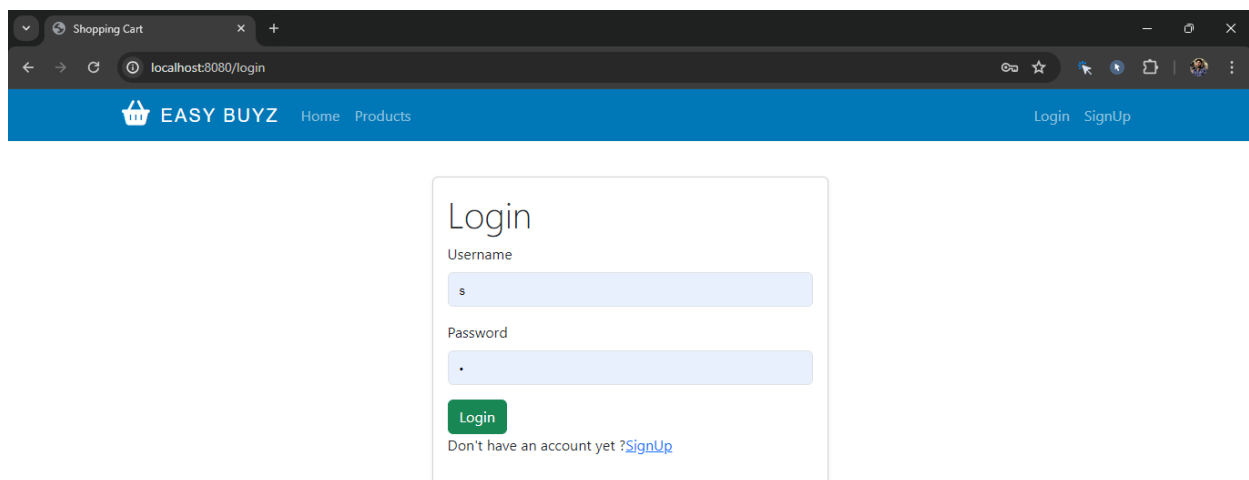 Shopping Cart
localhost:8080/login
EASY BUYZ Home Products Login SignUp
Login
Username
s
Password
•
Login
Don't have an account yet ?SignUp